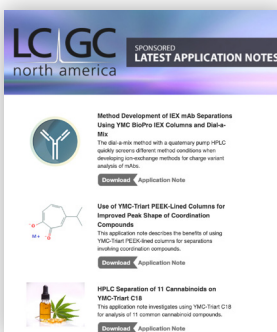 LC|GC
north america
SPONSORED
LATEST APPLICATION NOTES
Method Development of IEX mAb Separations
Using YMC BioPro IEX Columns and Dial-a-
Mix
The dial-a-mix method with a quaternary pump HPLC
quickly screens different method conditions when
developing ion-exchange methods for charge variant
analysis of mAbs.
Download Application Note
Use of YMC-Triart PEEK-Lined Columns for
Improved Peak Shape of Coordination
Compounds
This application note describes the benefits of using
YMC-Triart PEEK-lined columns for separations
involving coordination compounds.
Download Application Note
HPLC Separation of 11 Cannabinoids on
YMC-Triart C18
This application note investigates using YMC-Triart C18
for analysis of 11 common cannabinoid compounds.
Download Application Note